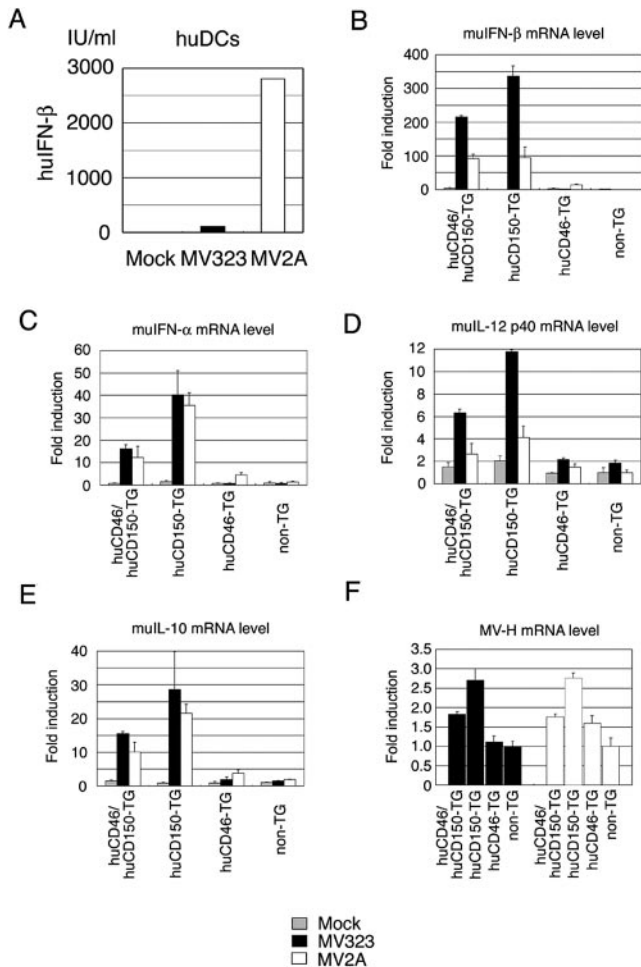 A
IU/ml
huDCs
3000
2000
1000
0
huIFN-β
Mock MV323 MV2A
B
muIFN-β mRNA level
400
300
200
100
0
Fold induction
huCD46/
huCD150-TG
huCD150-TG
huCD46-TG
non-TG
C
muIFN-α mRNA level
60
50
40
30
20
10
0
Fold induction
huCD46/
huCD150-TG
huCD150-TG
huCD46-TG
non-TG
D
muIL-12 p40 mRNA level
12
10
8
6
4
2
0
Fold induction
huCD46/
huCD150-TG
huCD150-TG
huCD46-TG
non-TG
E
muIL-10 mRNA level
40
30
20
10
0
Fold induction
huCD46/
huCD150-TG
huCD150-TG
huCD46-TG
non-TG
F
MV-H mRNA level
3.5
3.0
2.5
2.0
1.5
1.0
0.5
0
Fold induction
huCD46/
huCD150-TG
huCD150-TG
huCD46-TG
non-TG
huCD46/
huCD150-TG
huCD150-TG
huCD46-TG
non-TG
Mock
MV323
MV2A